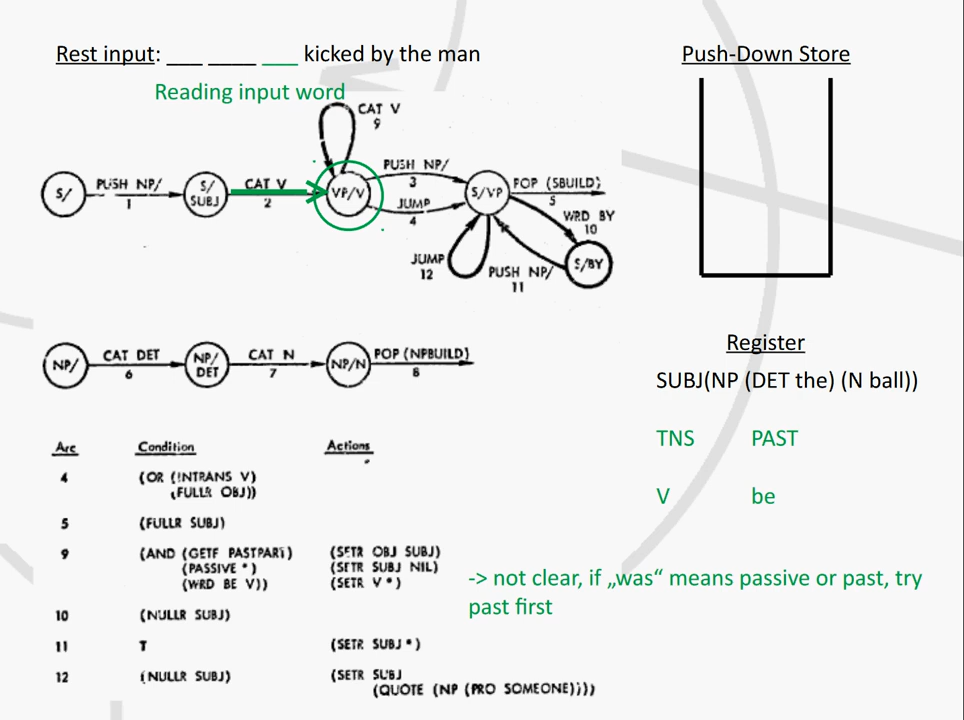 Rest input: ___ ____ ___ kicked by the man
Push-Down Store
Reading input word
CAT V
9
S/
PUSH NP/
1
S/
SUBJ
CAT V
2
VP/V
PUSH NP/
3
JUMP
4
S/VP
POP (SBUILD)
5
WRD BY
10
S/BY
JUMP
12
PUSH NP/
11
Register
SUBJ(NP (DET the) (N ball))
TNS PAST
V be
NP/
CAT DET
6
NP/
DET
CAT N
7
NP/N
POP (NPBUILD)
8
Arc Condition Actions
4 (OR (INTRANS V)
(FULLR OBJ))
5 (FULLR SUBJ)
9 (AND (GETF PASTPART) (SETR OBJ SUBJ)
(PASSIVE *) (SETR SUBJ NIL)
(WRD BE V)) (SETR V *)
-> not clear, if „was“ means passive or past, try
past first
10 (NULLR SUBJ)
11 T (SETR SUBJ *)
12 (NULLR SUBJ) (SETR SUBJ
(QUOTE (NP (PRO SOMEONE))))